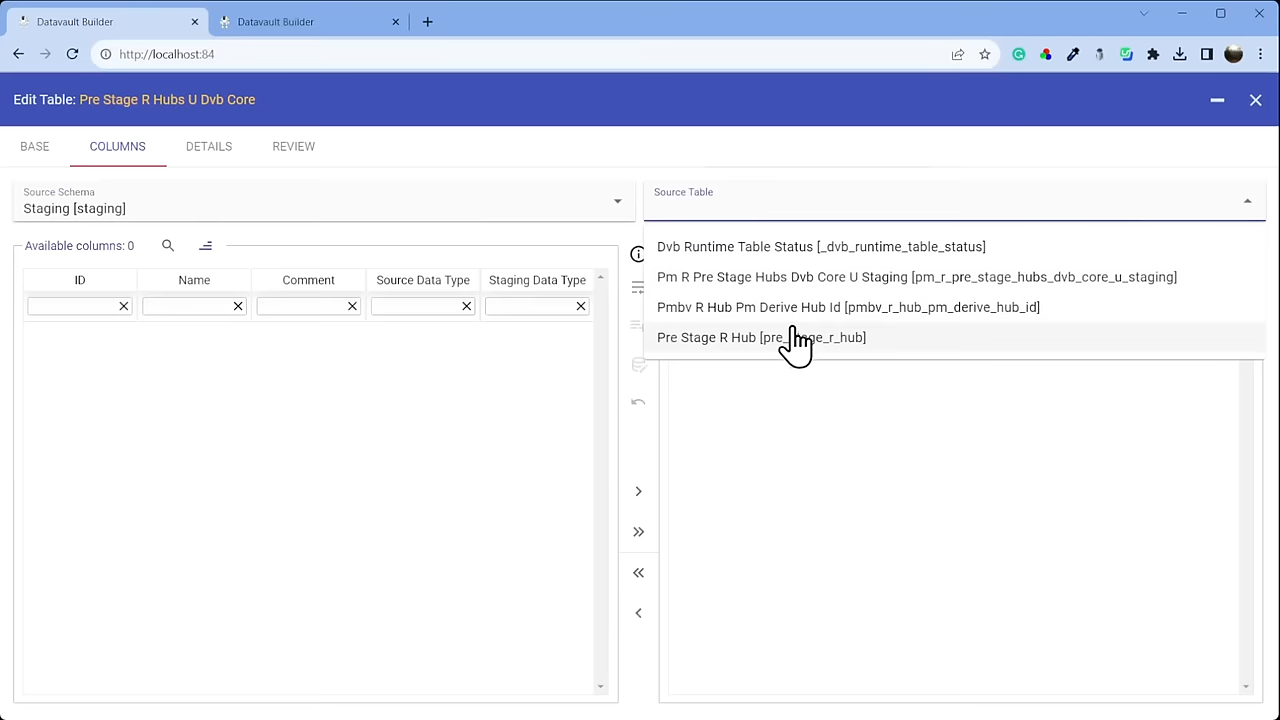 Datavault Builder
Datavault Builder
http://localhost:84
Edit Table: Pre Stage R Hubs U Dvb Core
BASE
COLUMNS
DETAILS
REVIEW
Source Schema
Staging [staging]
Source Table
Dvb Runtime Table Status [_dvb_runtime_table_status]
Pm R Pre Stage Hubs Dvb Core U Staging [pm_r_pre_stage_hubs_dvb_core_u_staging]
Pmbv R Hub Pm Derive Hub Id [pmbv_r_hub_pm_derive_hub_id]
Pre Stage R Hub [pre_stage_r_hub]
Available columns: 0
ID
Name
Comment
Source Data Type
Staging Data Type